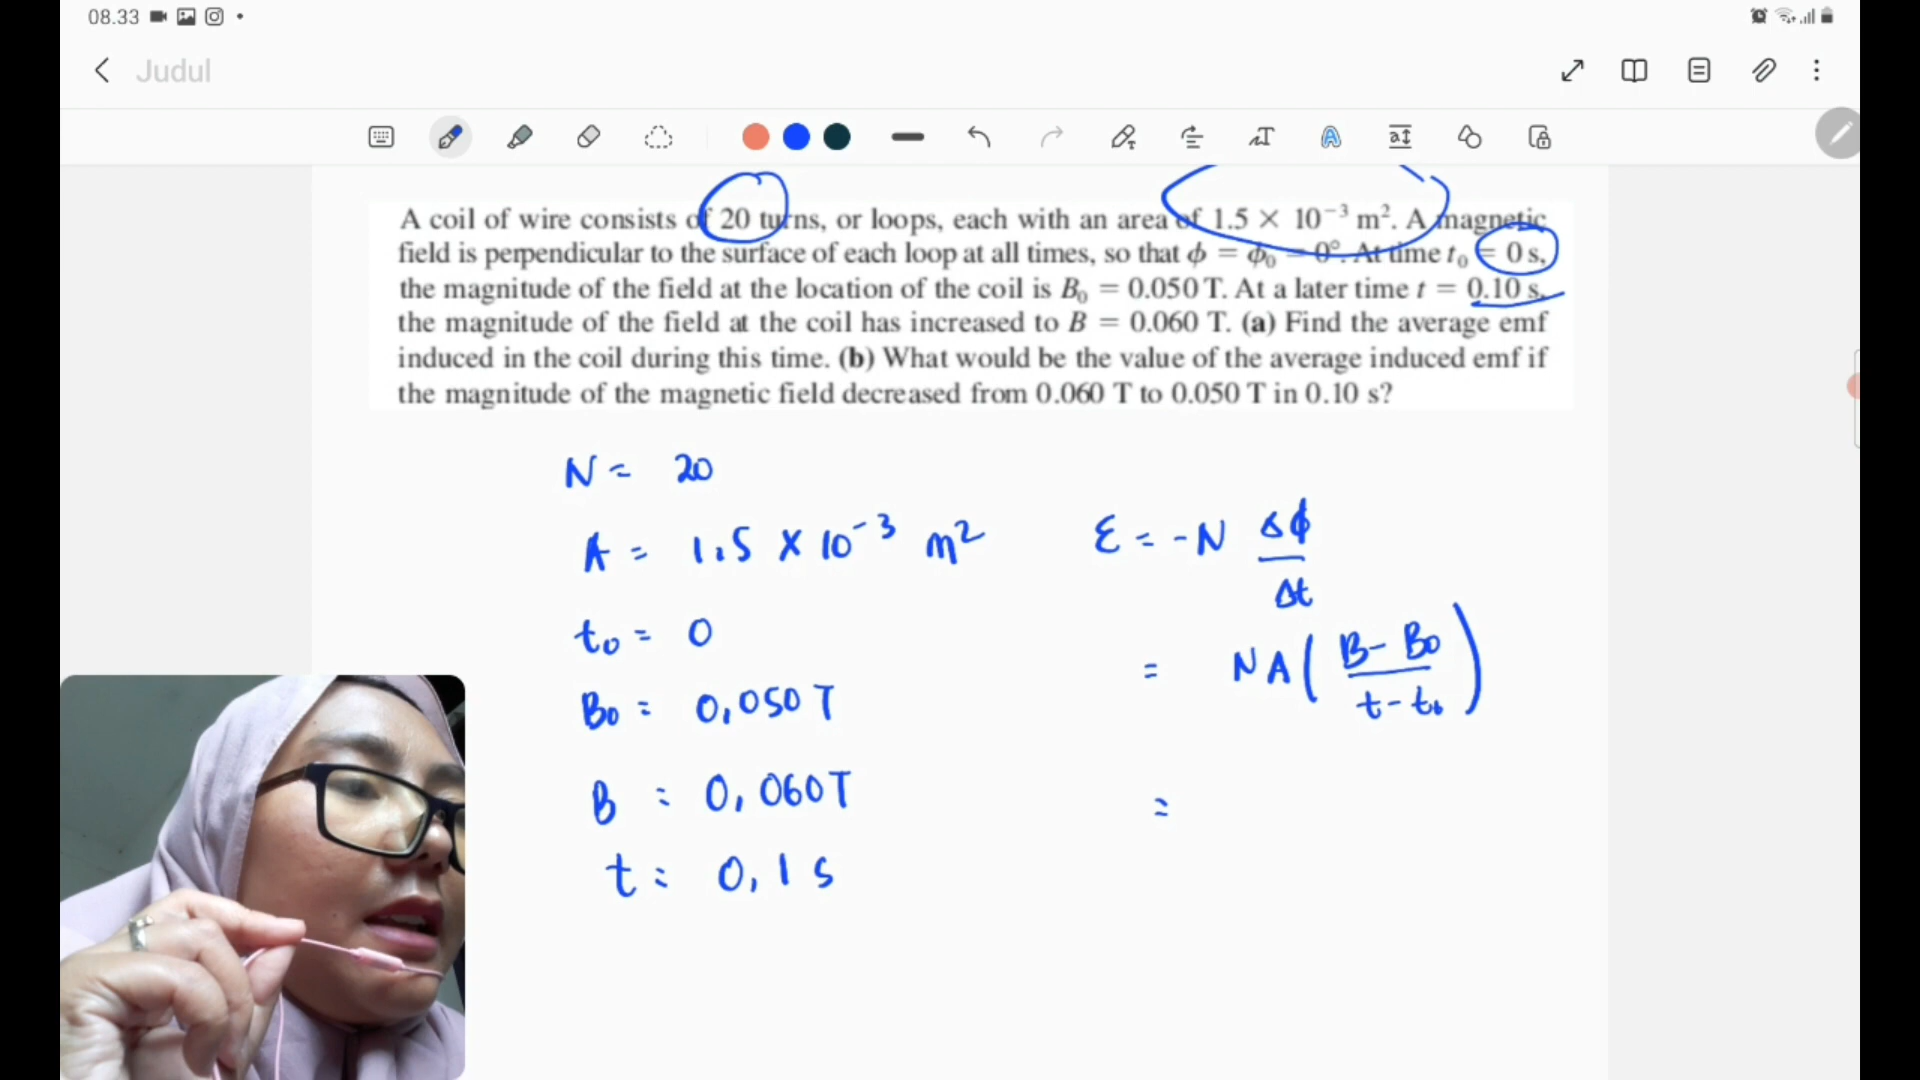 08.33
Judul
A coil of wire consists of 20 turns, or loops, each with an area of 1.5 × 10⁻³ m². A magnetic
field is perpendicular to the surface of each loop at all times, so that ϕ = ϕ₀ = 0°. At time t₀ = 0 s,
the magnitude of the field at the location of the coil is B₀ = 0.050 T. At a later time t = 0.10 s,
the magnitude of the field at the coil has increased to B = 0.060 T. (a) Find the average emf
induced in the coil during this time. (b) What would be the value of the average induced emf if
the magnitude of the magnetic field decreased from 0.060 T to 0.050 T in 0.10 s?
N = 20
A = 1.5 × 10⁻³ m²
t₀ = 0
B₀ = 0,050 T
B = 0,060 T
t = 0,1 s
Ɛ = -N Δϕ/Δt
= NA( B - B₀ / t - t₀ )
=